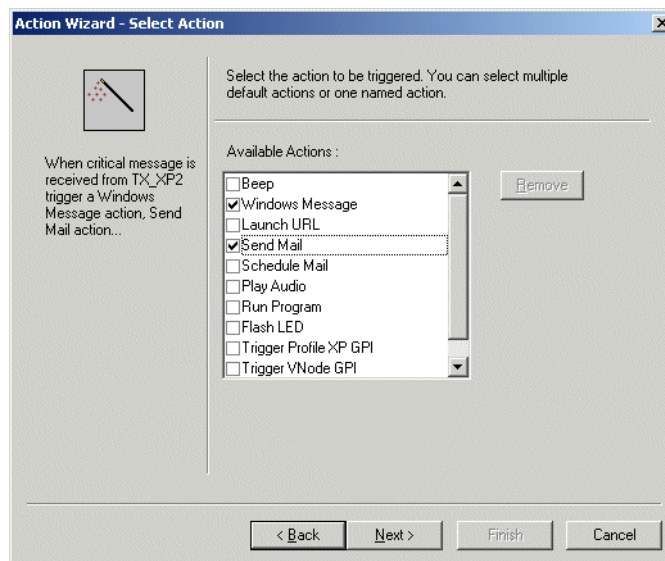 Action Wizard - Select Action
Select the action to be triggered. You can select multiple
default actions or one named action.
When critical message is
received from TX_XP2
trigger a Windows
Message action, Send
Mail action...
Available Actions :
Beep
Windows Message
Launch URL
Send Mail
Schedule Mail
Play Audio
Run Program
Flash LED
Trigger Profile XP GPI
Trigger VNode GPI
Remove
< Back
Next >
Finish
Cancel